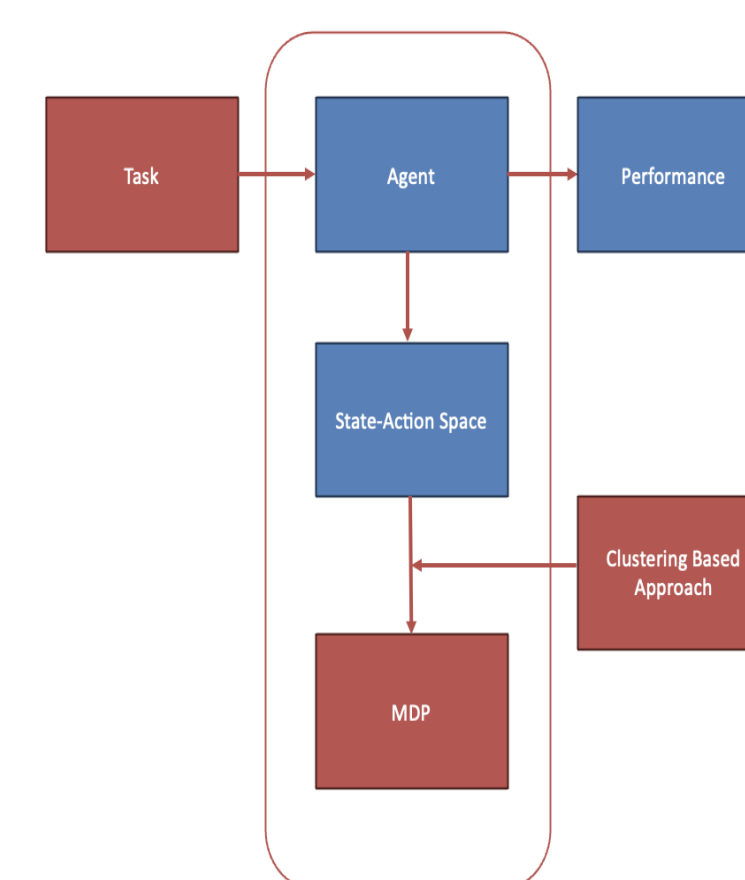 Task
Agent
Performance
State-Action Space
Clustering Based
Approach
MDP